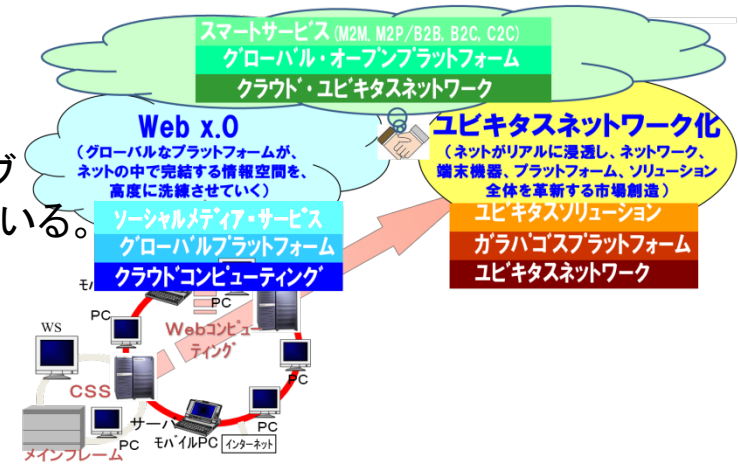 スマートサービス(M2M, M2P/B2B, B2C, C2C)
グローバル・オープンプラットフォーム
クラウド・ユビキタスネットワーク
Web x.0
(グローバルなプラットフォームが、
ネットの中で完結する情報空間を、
高度に洗練させていく)
ソーシャルメディア・サービス
グローバルプラットフォーム
クラウドコンピューティング
ユビキタスネットワーク化
(ネットがリアルに浸透し、ネットワーク、
端末機器、プラットフォーム、ソリューション
全体を革新する市場創造)
ユビキタスソリューション
ガラパゴスプラットフォーム
ユビキタスネットワーク
ブ
いる。
PC
PC
Webコンピュー
ティング
WS
CSS
PC
PC
サーバ
PC
モバイルPC
インターネット
メインフレーム